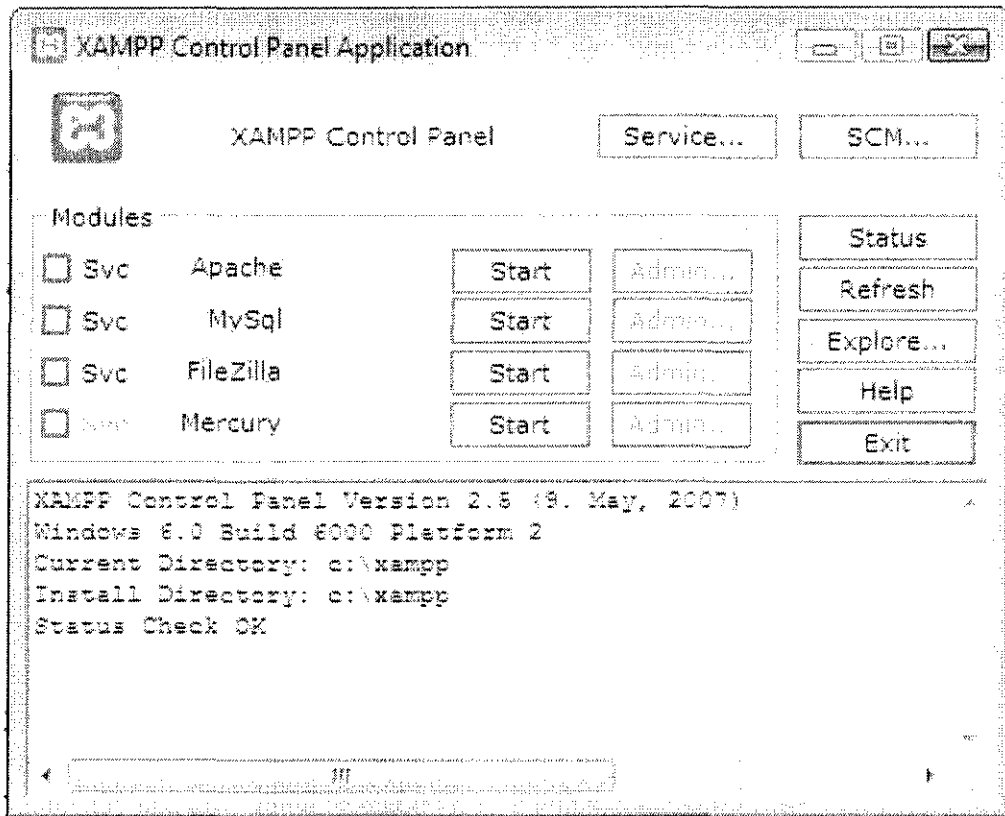 XAMPP Control Panel Application
XAMPP Control Panel
Service...
SCM...
Modules
Svc Apache Start Admin...
Svc MySql Start Admin...
Svc FileZilla Start Admin...
Svc Mercury Start Admin...
Status
Refresh
Explore...
Help
Exit
XAMPP Control Panel Version 2.5 (9. May, 2007)
Windows 6.0 Build 6000 Platform 2
Current Directory: c:\xampp
Install Directory: c:\xampp
Status Check OK